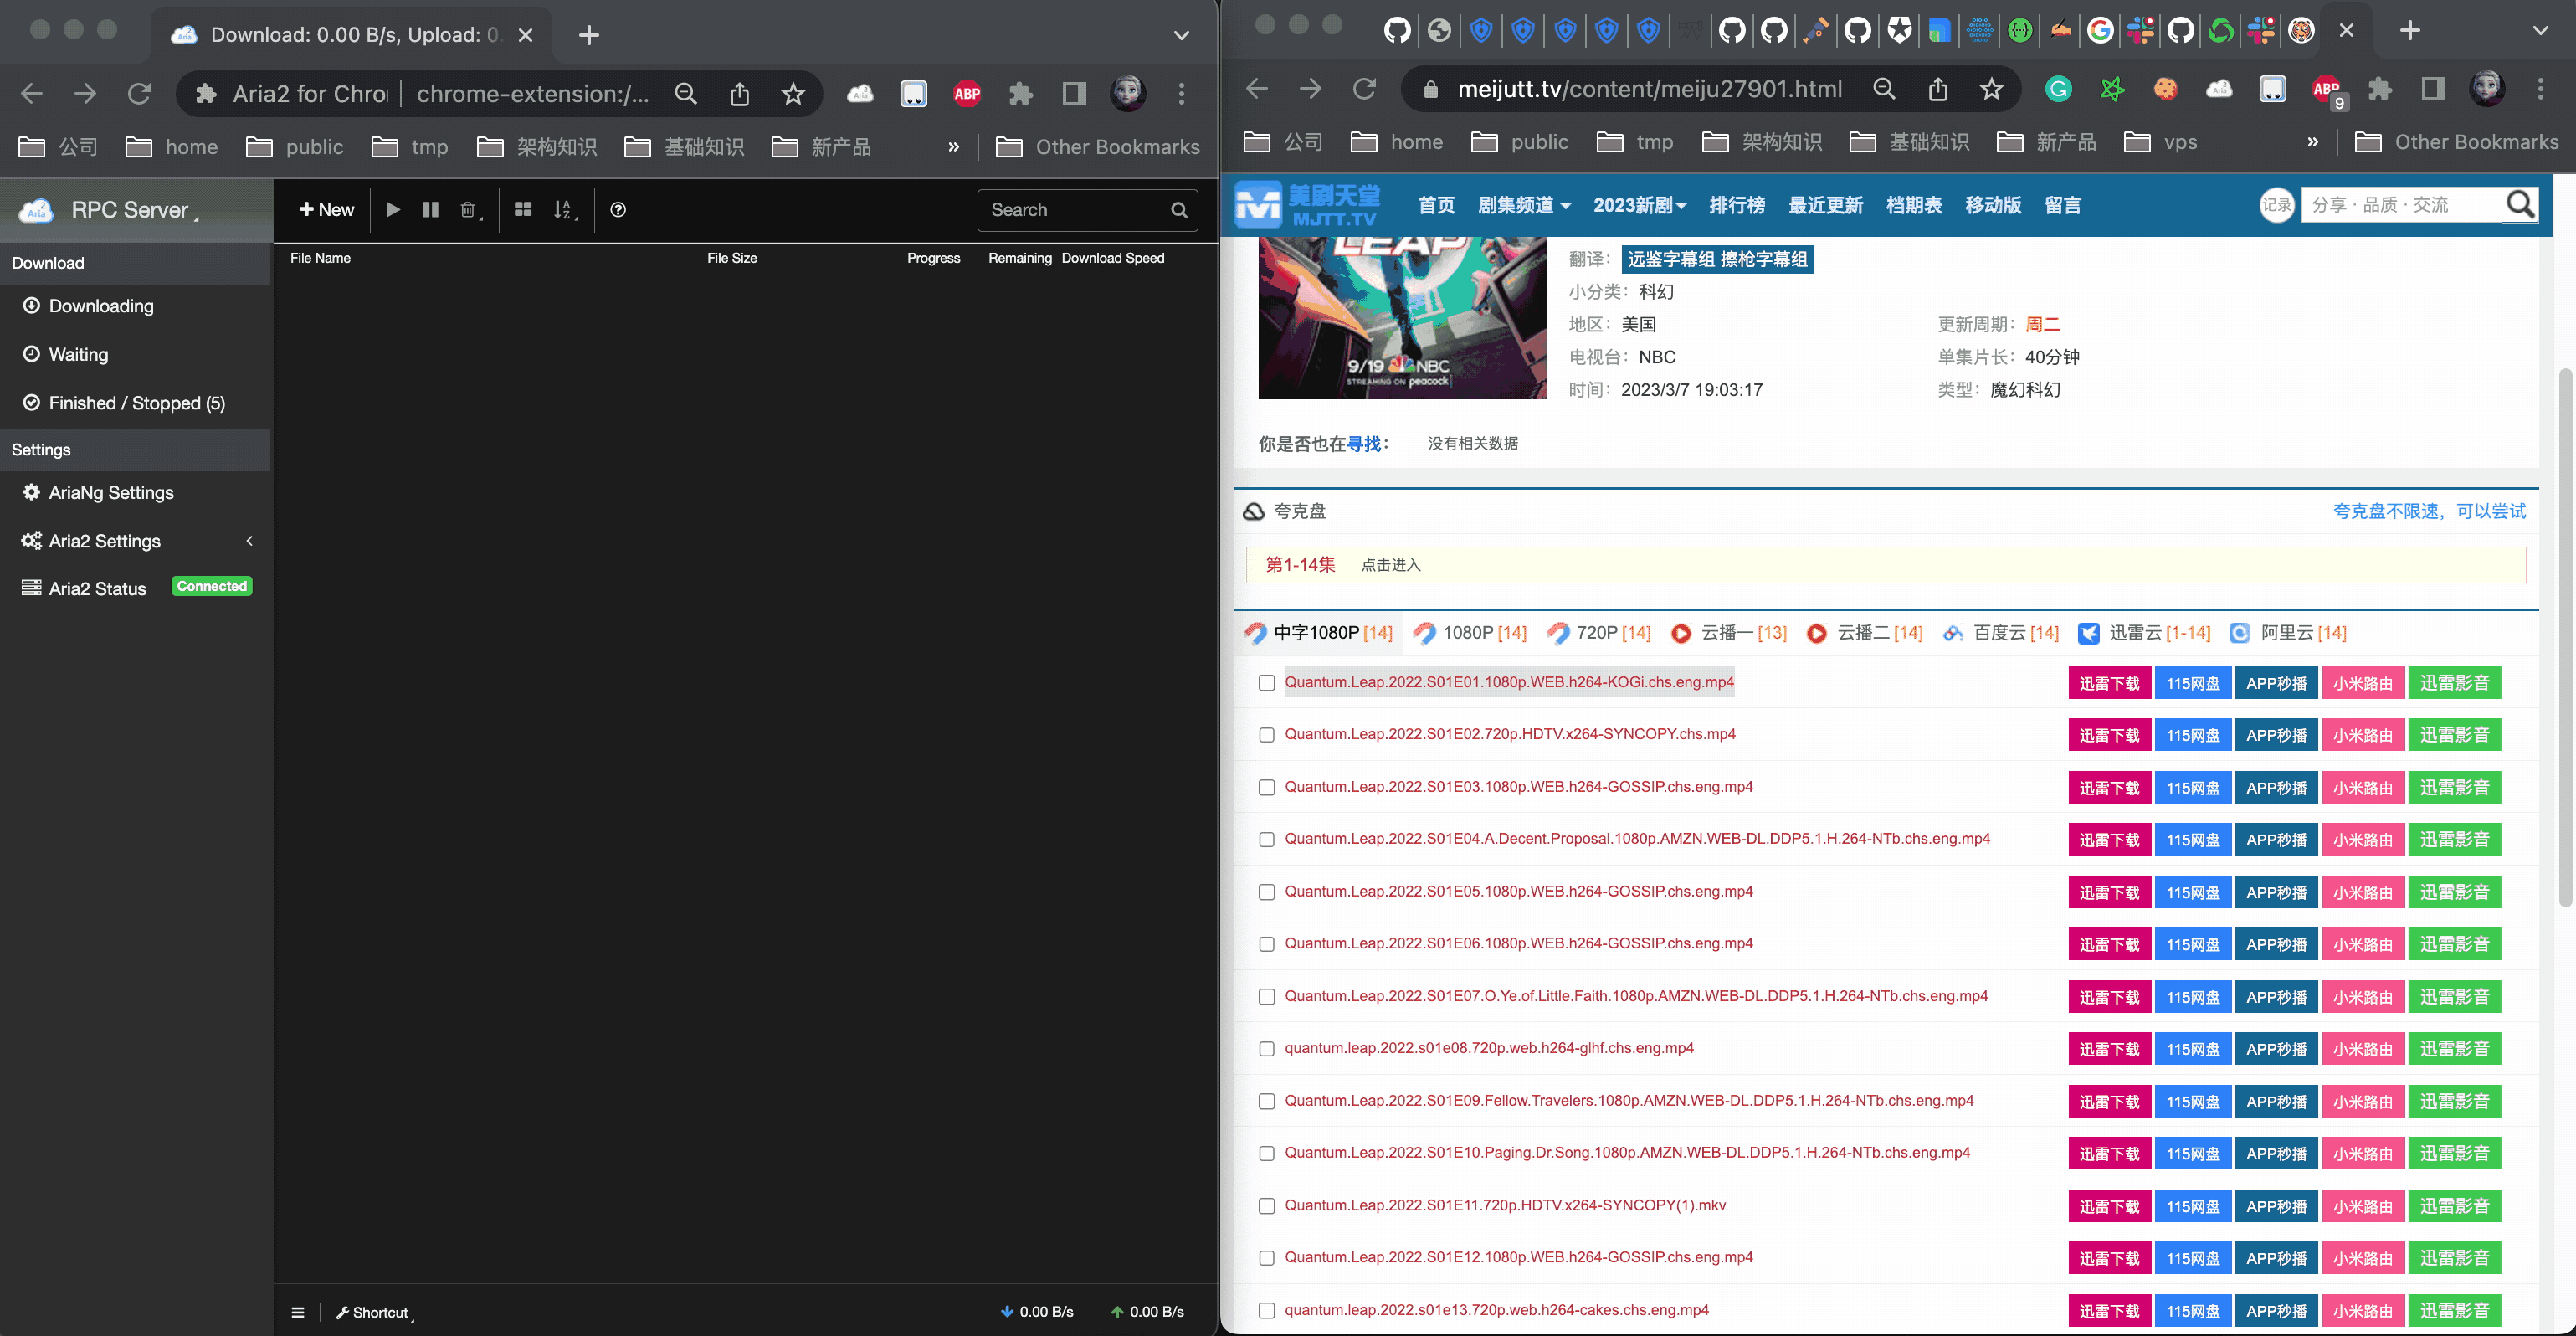 Download: 0.00 B/s, Upload: 0.
Aria2 for Chro
chrome-extension:/...
ABP
公司
home
public
tmp
架构知识
基础知识
新产品
»
Other Bookmarks
RPC Server
New
Search
Download
Downloading
Waiting
Finished / Stopped (5)
Settings
AriaNg Settings
Aria2 Settings
Aria2 Status
Connected
File Name
File Size
Progress
Remaining
Download Speed
Shortcut
0.00 B/s
0.00 B/s
meijutt.tv/content/meiju27901.html
ABP
9
公司
home
public
tmp
架构知识
基础知识
新产品
vps
»
Other Bookmarks
美剧天堂
MJTT.TV
首页
剧集频道
2023新剧
排行榜
最近更新
档期表
移动版
留言
记录
分享 · 品质 · 交流
LEAP
9/19 NBC
STREAMING ON peacock
翻译： 远鉴字幕组 擦枪字幕组
小分类： 科幻
地区： 美国
更新周期： 周二
电视台： NBC
单集片长： 40分钟
时间： 2023/3/7 19:03:17
类型： 魔幻科幻
你是否也在寻找：
没有相关数据
夸克盘
夸克盘不限速，可以尝试
第1-14集
点击进入
中字1080P [14]
1080P [14]
720P [14]
云播一 [13]
云播二 [14]
百度云 [14]
迅雷云 [1-14]
阿里云 [14]
Quantum.Leap.2022.S01E01.1080p.WEB.h264-KOGi.chs.eng.mp4
迅雷下载 115网盘 APP秒播 小米路由 迅雷影音
Quantum.Leap.2022.S01E02.720p.HDTV.x264-SYNCOPY.chs.mp4
迅雷下载 115网盘 APP秒播 小米路由 迅雷影音
Quantum.Leap.2022.S01E03.1080p.WEB.h264-GOSSIP.chs.eng.mp4
迅雷下载 115网盘 APP秒播 小米路由 迅雷影音
Quantum.Leap.2022.S01E04.A.Decent.Proposal.1080p.AMZN.WEB-DL.DDP5.1.H.264-NTb.chs.eng.mp4
迅雷下载 115网盘 APP秒播 小米路由 迅雷影音
Quantum.Leap.2022.S01E05.1080p.WEB.h264-GOSSIP.chs.eng.mp4
迅雷下载 115网盘 APP秒播 小米路由 迅雷影音
Quantum.Leap.2022.S01E06.1080p.WEB.h264-GOSSIP.chs.eng.mp4
迅雷下载 115网盘 APP秒播 小米路由 迅雷影音
Quantum.Leap.2022.S01E07.O.Ye.of.Little.Faith.1080p.AMZN.WEB-DL.DDP5.1.H.264-NTb.chs.eng.mp4
迅雷下载 115网盘 APP秒播 小米路由 迅雷影音
quantum.leap.2022.s01e08.720p.web.h264-glhf.chs.eng.mp4
迅雷下载 115网盘 APP秒播 小米路由 迅雷影音
Quantum.Leap.2022.S01E09.Fellow.Travelers.1080p.AMZN.WEB-DL.DDP5.1.H.264-NTb.chs.eng.mp4
迅雷下载 115网盘 APP秒播 小米路由 迅雷影音
Quantum.Leap.2022.S01E10.Paging.Dr.Song.1080p.AMZN.WEB-DL.DDP5.1.H.264-NTb.chs.eng.mp4
迅雷下载 115网盘 APP秒播 小米路由 迅雷影音
Quantum.Leap.2022.S01E11.720p.HDTV.x264-SYNCOPY(1).mkv
迅雷下载 115网盘 APP秒播 小米路由 迅雷影音
Quantum.Leap.2022.S01E12.1080p.WEB.h264-GOSSIP.chs.eng.mp4
迅雷下载 115网盘 APP秒播 小米路由 迅雷影音
quantum.leap.2022.s01e13.720p.web.h264-cakes.chs.eng.mp4
迅雷下载 115网盘 APP秒播 小米路由 迅雷影音